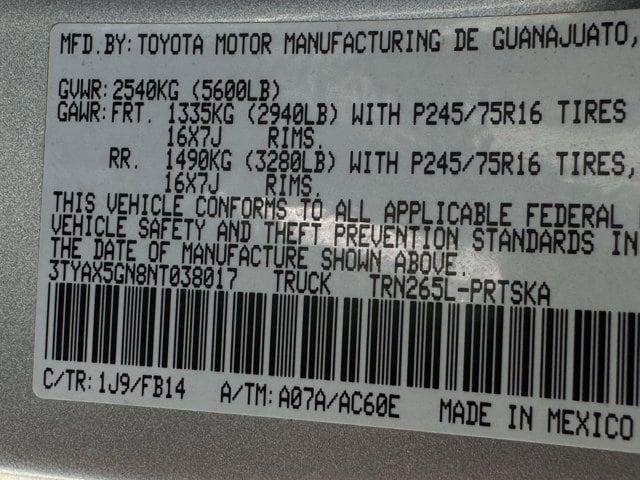 MFD.BY: TOYOTA MOTOR MANUFACTURING DE GUANAJUATO,
GVWR: 2540KG (5600LB)
GAWR: FRT. 1335KG (2940LB) WITH P245/75R16 TIRES
16X7J RIMS.
RR. 1490KG (3280LB) WITH P245/75R16 TIRES,
16X7J RIMS.
THIS VEHICLE CONFORMS TO ALL APPLICABLE FEDERAL
VEHICLE SAFETY AND THEFT PREVENTION STANDARDS IN
THE DATE OF MANUFACTURE SHOWN ABOVE.
3TYAX5GN8NT038017 TRUCK TRN265L-PRTSKA
C/TR: 1J9/FB14 A/TM: A07A/AC60E MADE IN MEXICO